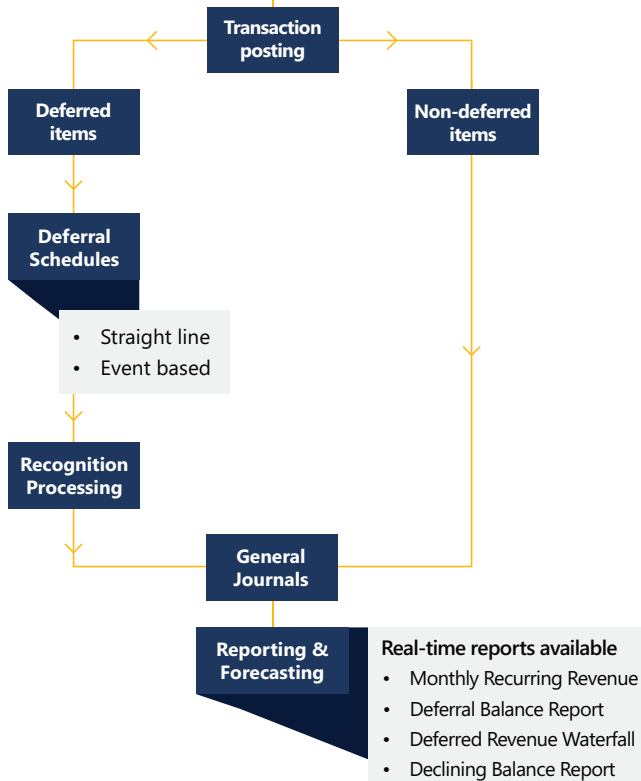 Transaction
posting
Deferred
items
Non-deferred
items
Deferral
Schedules
• Straight line
• Event based
Recognition
Processing
General
Journals
Reporting &
Forecasting
Real-time reports available
• Monthly Recurring Revenue
• Deferral Balance Report
• Deferred Revenue Waterfall
• Declining Balance Report